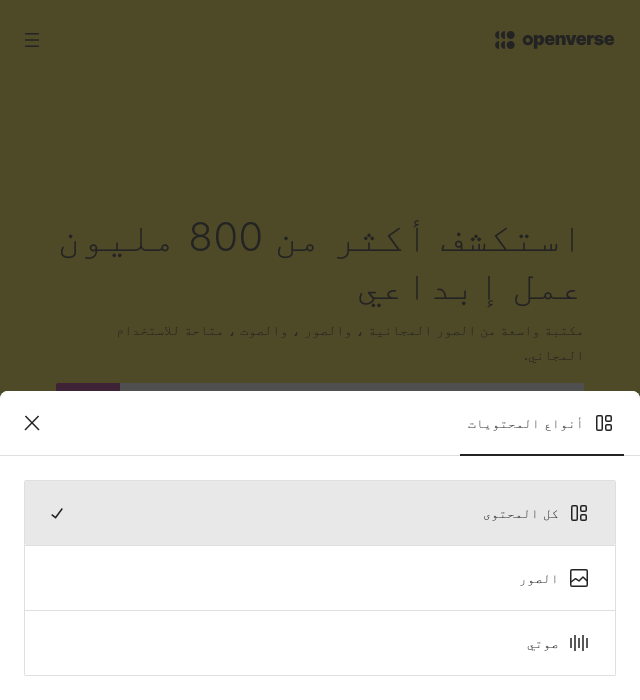 openverse
استكشف أكثر من 800 مليون
عمل إبداعي
مكتبة واسعة من الصور المجانية ، والصور ، والصوت ، متاحة للاستخدام
المجاني.
أنواع المحتويات
كل المحتوى
الصور
صوتي